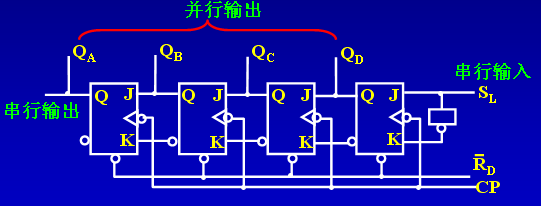 并行输出
QA QB QC QD
串行输入
Q J Q J Q J Q J SL
串行输出
K K K K
R̄D
CP